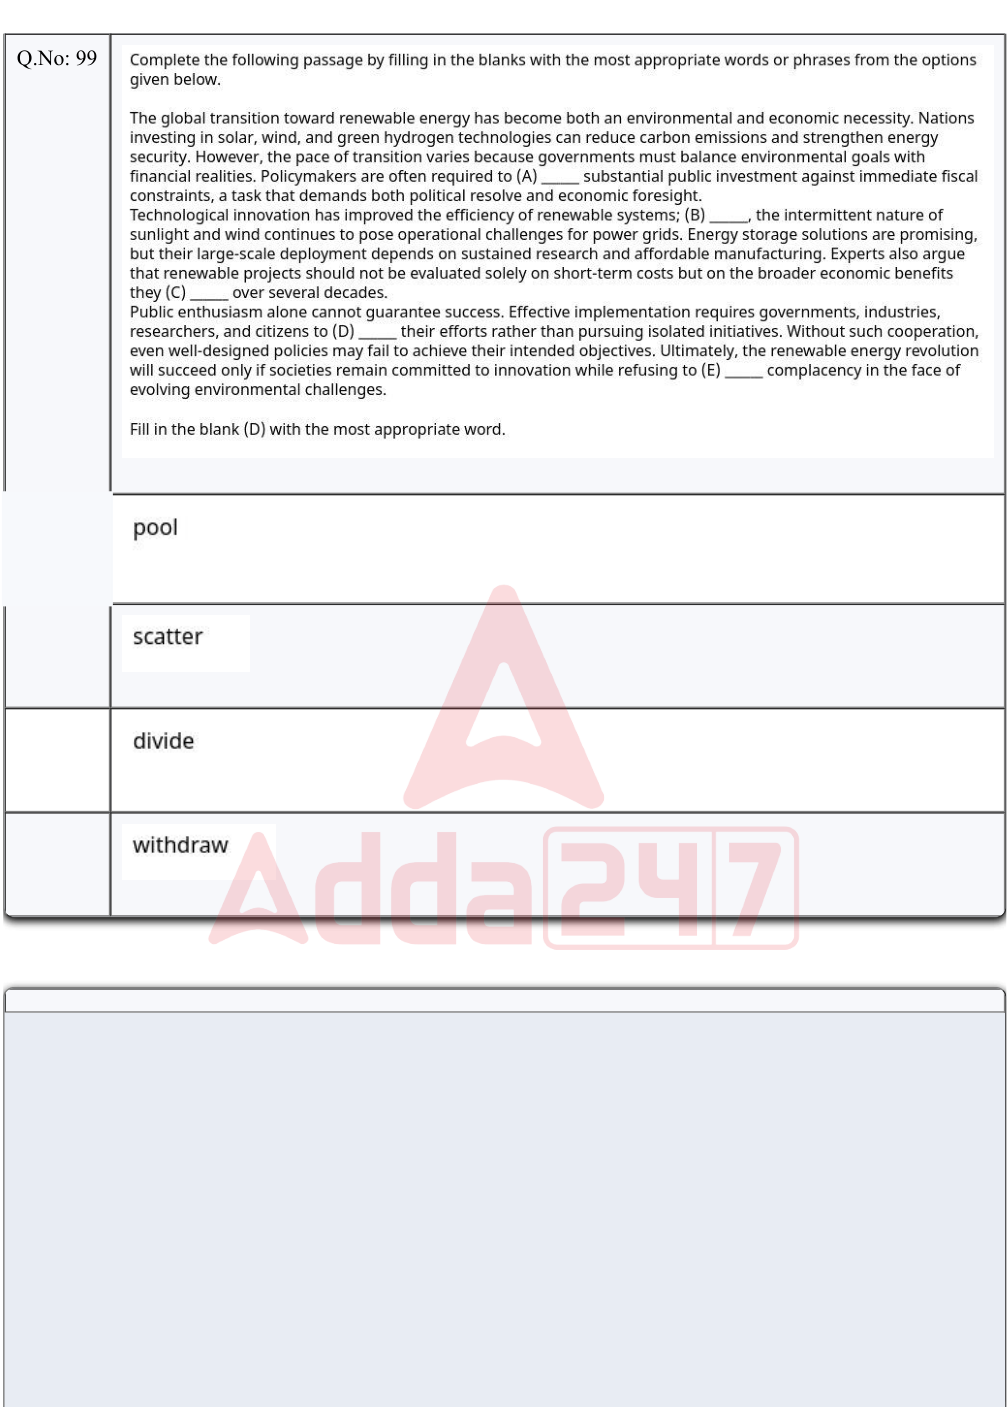 Q.No: 99
Complete the following passage by filling in the blanks with the most appropriate words or phrases from the options
given below.
The global transition toward renewable energy has become both an environmental and economic necessity. Nations
investing in solar, wind, and green hydrogen technologies can reduce carbon emissions and strengthen energy
security. However, the pace of transition varies because governments must balance environmental goals with
financial realities. Policymakers are often required to (A) _____ substantial public investment against immediate fiscal
constraints, a task that demands both political resolve and economic foresight.
Technological innovation has improved the efficiency of renewable systems; (B) _____, the intermittent nature of
sunlight and wind continues to pose operational challenges for power grids. Energy storage solutions are promising,
but their large-scale deployment depends on sustained research and affordable manufacturing. Experts also argue
that renewable projects should not be evaluated solely on short-term costs but on the broader economic benefits
they (C) _____ over several decades.
Public enthusiasm alone cannot guarantee success. Effective implementation requires governments, industries,
researchers, and citizens to (D) _____ their efforts rather than pursuing isolated initiatives. Without such cooperation,
even well-designed policies may fail to achieve their intended objectives. Ultimately, the renewable energy revolution
will succeed only if societies remain committed to innovation while refusing to (E) _____ complacency in the face of
evolving environmental challenges.
Fill in the blank (D) with the most appropriate word.
pool
scatter
divide
withdraw
Adda247